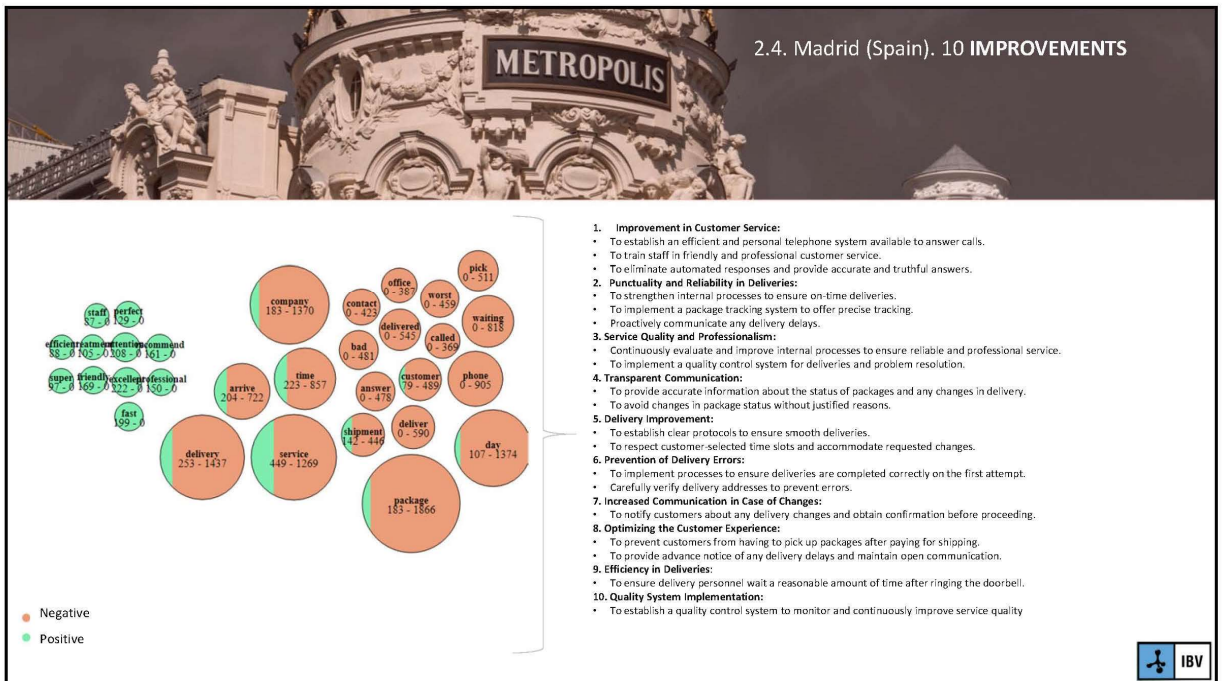 METROPOLIS
2.4. Madrid (Spain). 10 IMPROVEMENTS
pick
0 - 511
office
0 - 387
worst
0 - 459
contact
0 - 423
company
183 - 1370
waiting
0 - 818
delivered
0 - 545
called
0 - 369
bad
0 - 481
staff
87 - 0
perfect
129 - 0
efficient
88 - 0
105 - 0
208 - 0
161 - 0
super
97 - 0
friendly
169 - 0
222 - 0
professional
150 - 0
fast
199 - 0
time
223 - 857
arrive
204 - 722
answer
0 - 478
customer
79 - 489
phone
0 - 905
shipment
142 - 446
deliver
0 - 590
day
107 - 1374
delivery
253 - 1437
service
449 - 1269
package
183 - 1866
Negative
Positive
1. Improvement in Customer Service:
• To establish an efficient and personal telephone system available to answer calls.
• To train staff in friendly and professional customer service.
• To eliminate automated responses and provide accurate and truthful answers.
2. Punctuality and Reliability in Deliveries:
• To strengthen internal processes to ensure on-time deliveries.
• To implement a package tracking system to offer precise tracking.
• Proactively communicate any delivery delays.
3. Service Quality and Professionalism:
• Continuously evaluate and improve internal processes to ensure reliable and professional service.
• To implement a quality control system for deliveries and problem resolution.
4. Transparent Communication:
• To provide accurate information about the status of packages and any changes in delivery.
• To avoid changes in package status without justified reasons.
5. Delivery Improvement:
• To establish clear protocols to ensure smooth deliveries.
• To respect customer-selected time slots and accommodate requested changes.
6. Prevention of Delivery Errors:
• To implement processes to ensure deliveries are completed correctly on the first attempt.
• Carefully verify delivery addresses to prevent errors.
7. Increased Communication in Case of Changes:
• To notify customers about any delivery changes and obtain confirmation before proceeding.
8. Optimizing the Customer Experience:
• To prevent customers from having to pick up packages after paying for shipping.
• To provide advance notice of any delivery delays and maintain open communication.
9. Efficiency in Deliveries:
• To ensure delivery personnel wait a reasonable amount of time after ringing the doorbell.
10. Quality System Implementation:
• To establish a quality control system to monitor and continuously improve service quality
IBV